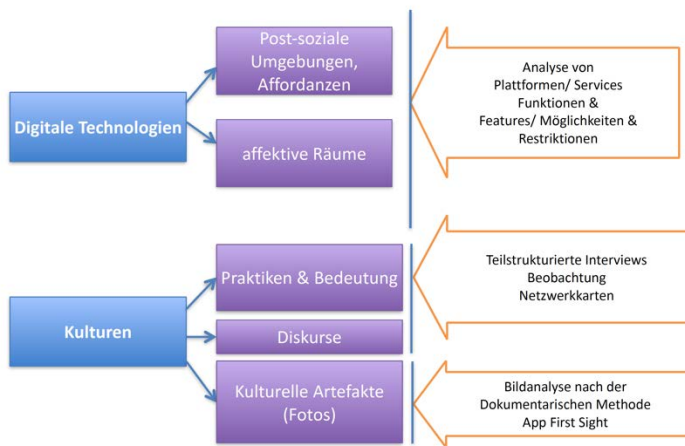 Post-soziale
Umgebungen,
Affordanzen
Digitale Technologien
affektive Räume
Analyse von
Plattformen/ Services
Funktionen &
Features/ Möglichkeiten &
Restriktionen
Praktiken & Bedeutung
Teilstrukturierte Interviews
Beobachtung
Netzwerkkarten
Kulturen
Diskurse
Kulturelle Artefakte
(Fotos)
Bildanalyse nach der
Dokumentarischen Methode
App First Sight